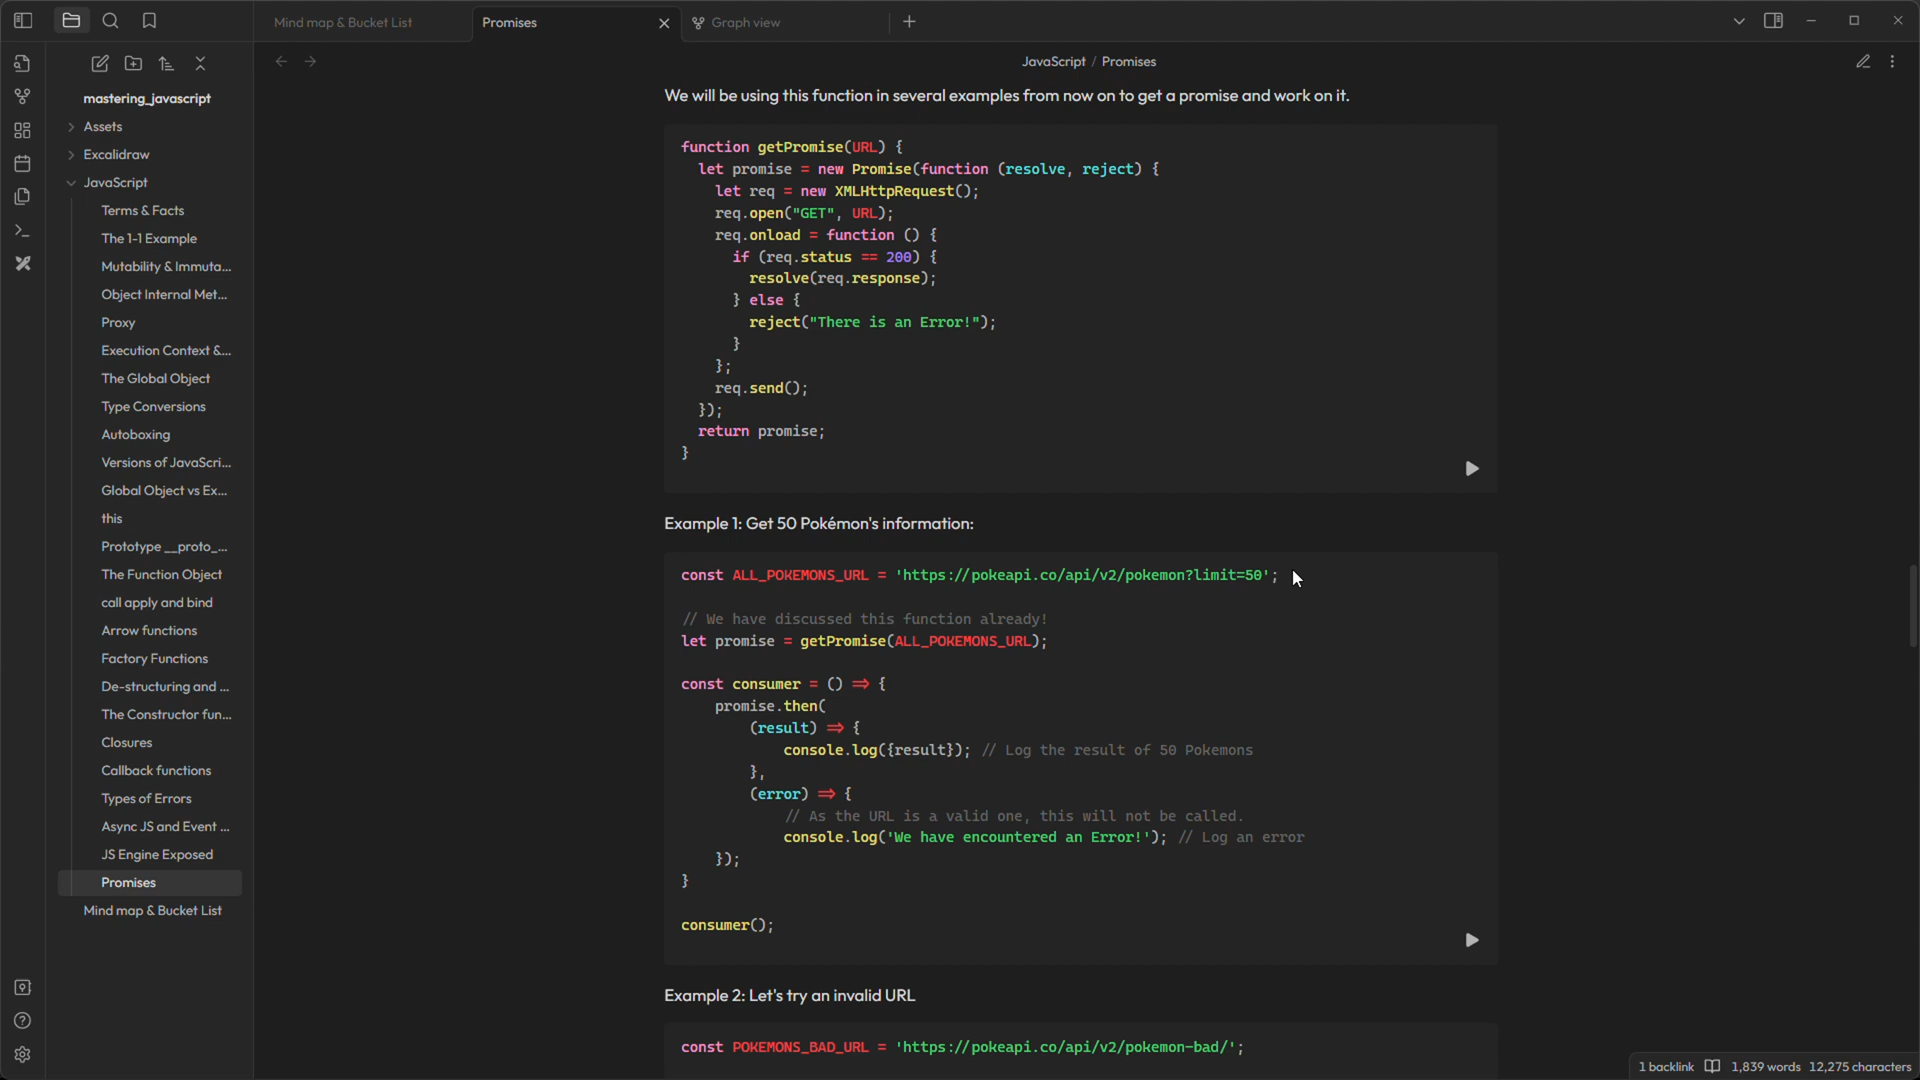 Mind map & Bucket List
Promises
Graph view
JavaScript / Promises
mastering_javascript
Assets
Excalidraw
JavaScript
Terms & Facts
The 1-1 Example
Mutability & Immuta...
Object Internal Met...
Proxy
Execution Context &...
The Global Object
Type Conversions
Autoboxing
Versions of JavaScri...
Global Object vs Ex...
this
Prototype __proto_...
The Function Object
call apply and bind
Arrow functions
Factory Functions
De-structuring and ...
The Constructor fun...
Closures
Callback functions
Types of Errors
Async JS and Event ...
JS Engine Exposed
Promises
Mind map & Bucket List
We will be using this function in several examples from now on to get a promise and work on it.
function getPromise(URL) {
  let promise = new Promise(function (resolve, reject) {
    let req = new XMLHttpRequest();
    req.open("GET", URL);
    req.onload = function () {
      if (req.status == 200) {
        resolve(req.response);
      } else {
        reject("There is an Error!");
      }
    };
    req.send();
  });
  return promise;
}
Example 1: Get 50 Pokémon's information:
const ALL_POKEMONS_URL = 'https://pokeapi.co/api/v2/pokemon?limit=50';
// We have discussed this function already!
let promise = getPromise(ALL_POKEMONS_URL);
const consumer = () => {
    promise.then(
        (result) => {
            console.log({result}); // Log the result of 50 Pokemons
        },
        (error) => {
            // As the URL is a valid one, this will not be called.
            console.log('We have encountered an Error!'); // Log an error
    });
}
consumer();
Example 2: Let's try an invalid URL
const POKEMONS_BAD_URL = 'https://pokeapi.co/api/v2/pokemon-bad/';
1 backlink 1,839 words 12,275 characters